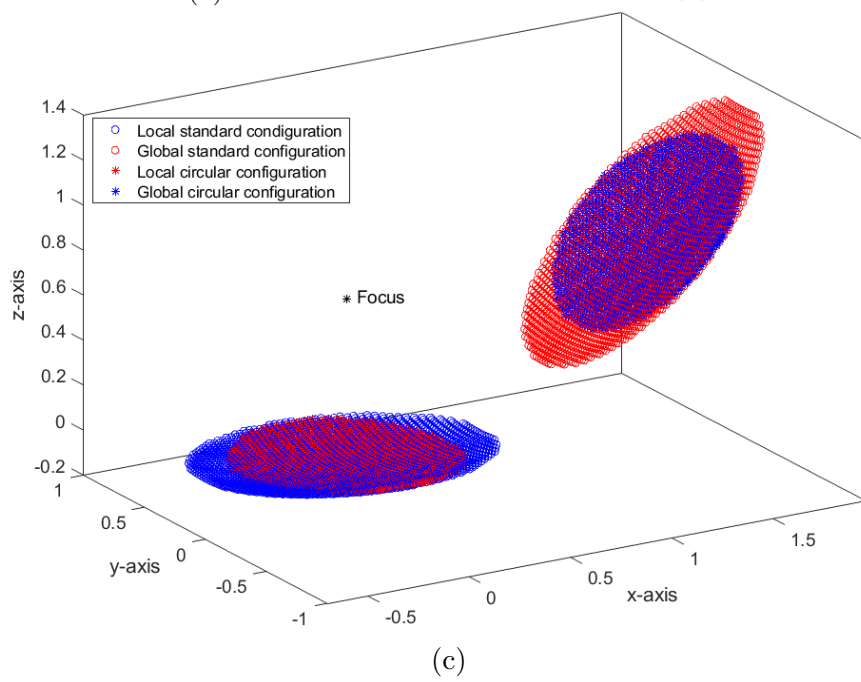 1.4
1.2
1
0.8
0.6
0.4
0.2
0
-0.2
z-axis
Local standard condiguration
Global standard configuration
Local circular configuration
Global circular configuration
Focus
1
0.5
0
-0.5
-1
y-axis
-0.5
0
0.5
1
1.5
x-axis
(c)